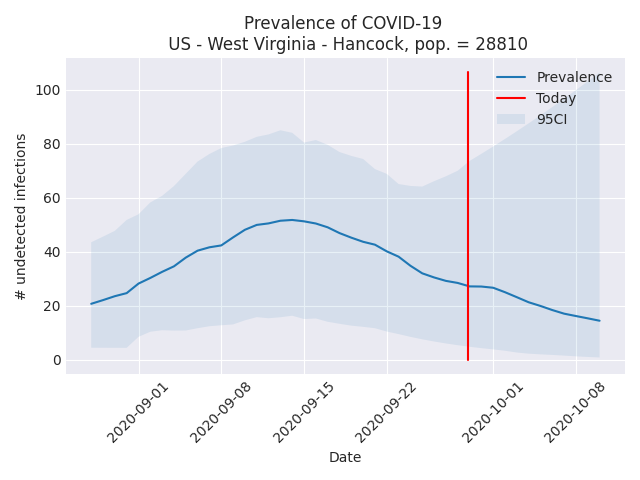 Prevalence of COVID-19
US - West Virginia - Hancock, pop. = 28810
Prevalence
Today
95CI
# undetected infections
100
80
60
40
20
0
2020-09-01
2020-09-08
2020-09-15
2020-09-22
2020-10-01
2020-10-08
Date